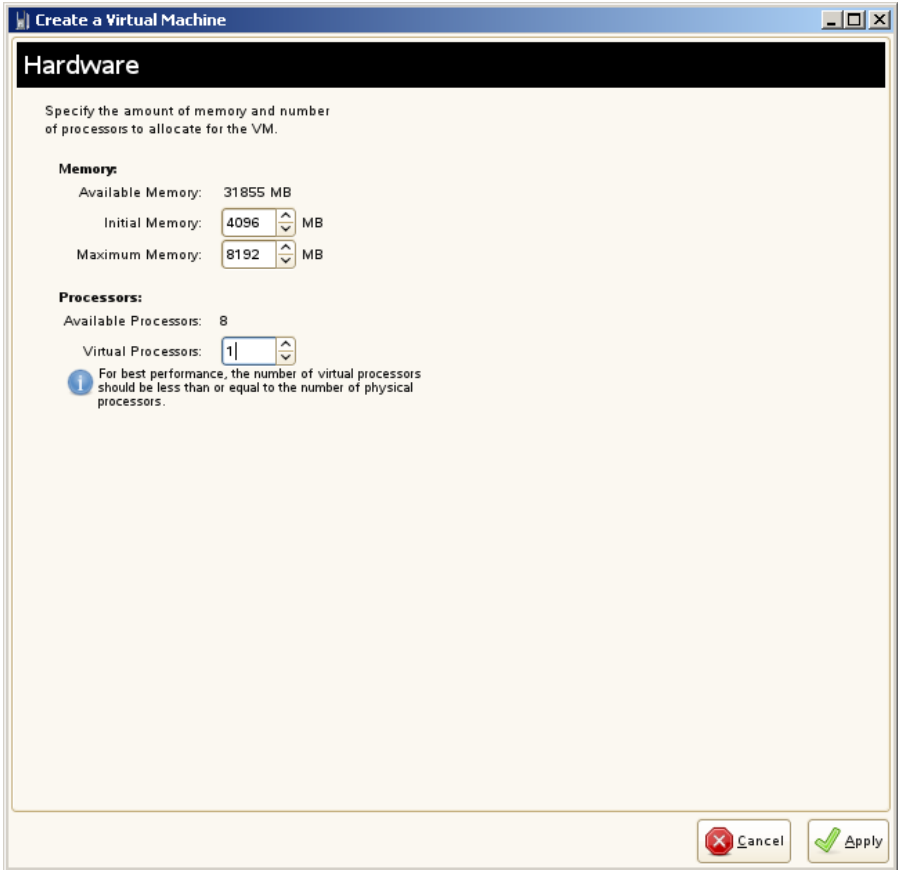 Create a Virtual Machine
Hardware
Specify the amount of memory and number
of processors to allocate for the VM.
Memory:
Available Memory: 31855 MB
Initial Memory: 4096 MB
Maximum Memory: 8192 MB
Processors:
Available Processors: 8
Virtual Processors: 1
For best performance, the number of virtual processors
should be less than or equal to the number of physical
processors.
Cancel Apply